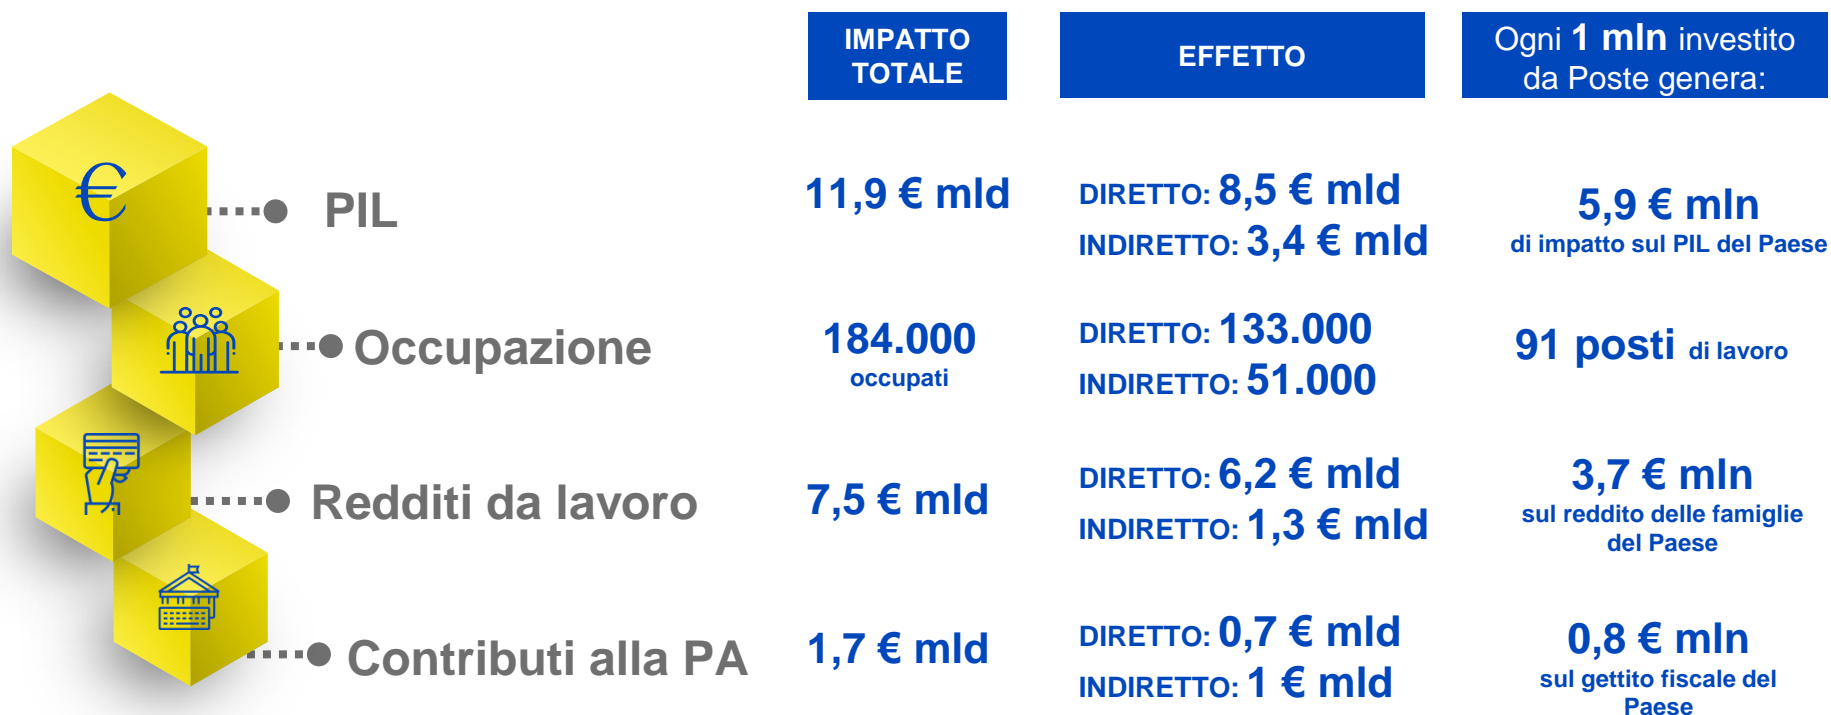 IMPATTO
TOTALE
EFFETTO
Ogni 1 mln investito
da Poste genera:
€
PIL
11,9 € mld
DIRETTO: 8,5 € mld
INDIRETTO: 3,4 € mld
5,9 € mln
di impatto sul PIL del Paese
Occupazione
184.000
occupati
DIRETTO: 133.000
INDIRETTO: 51.000
91 posti di lavoro
Redditi da lavoro
7,5 € mld
DIRETTO: 6,2 € mld
INDIRETTO: 1,3 € mld
3,7 € mln
sul reddito delle famiglie
del Paese
Contributi alla PA
1,7 € mld
DIRETTO: 0,7 € mld
INDIRETTO: 1 € mld
0,8 € mln
sul gettito fiscale del
Paese